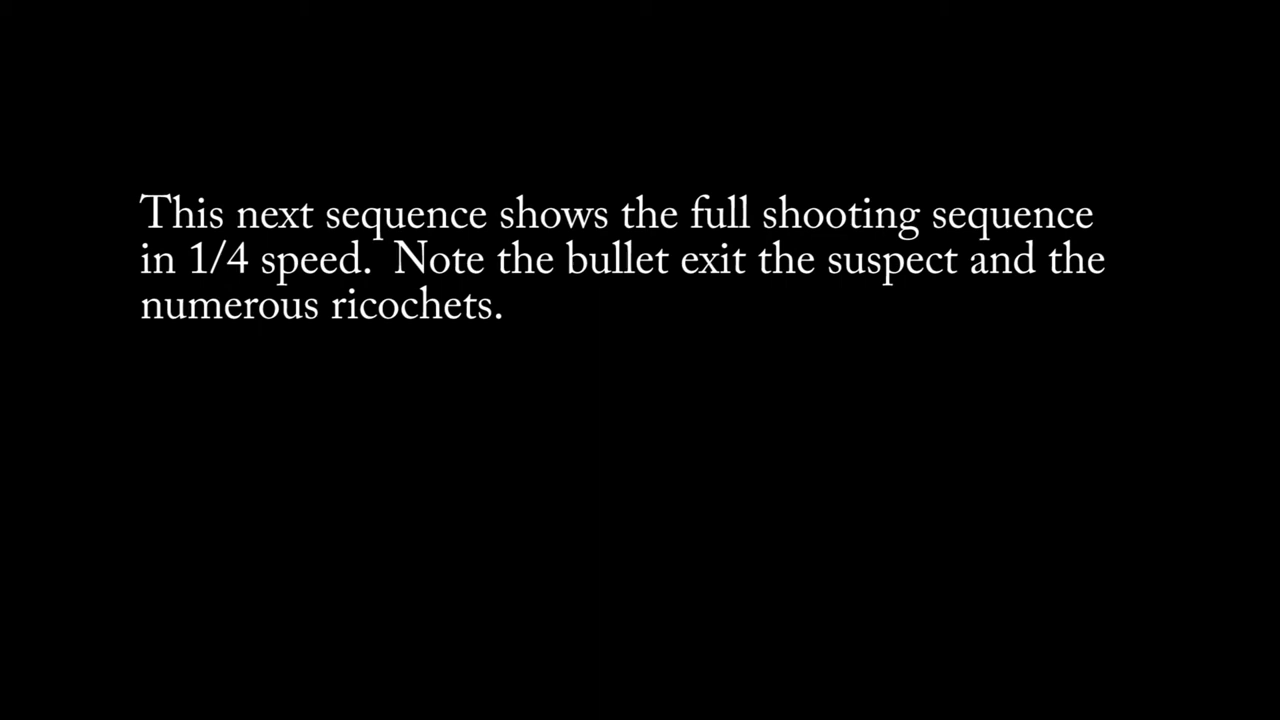 This next sequence shows the full shooting sequence
in 1/4 speed.  Note the bullet exit the suspect and the
numerous ricochets.